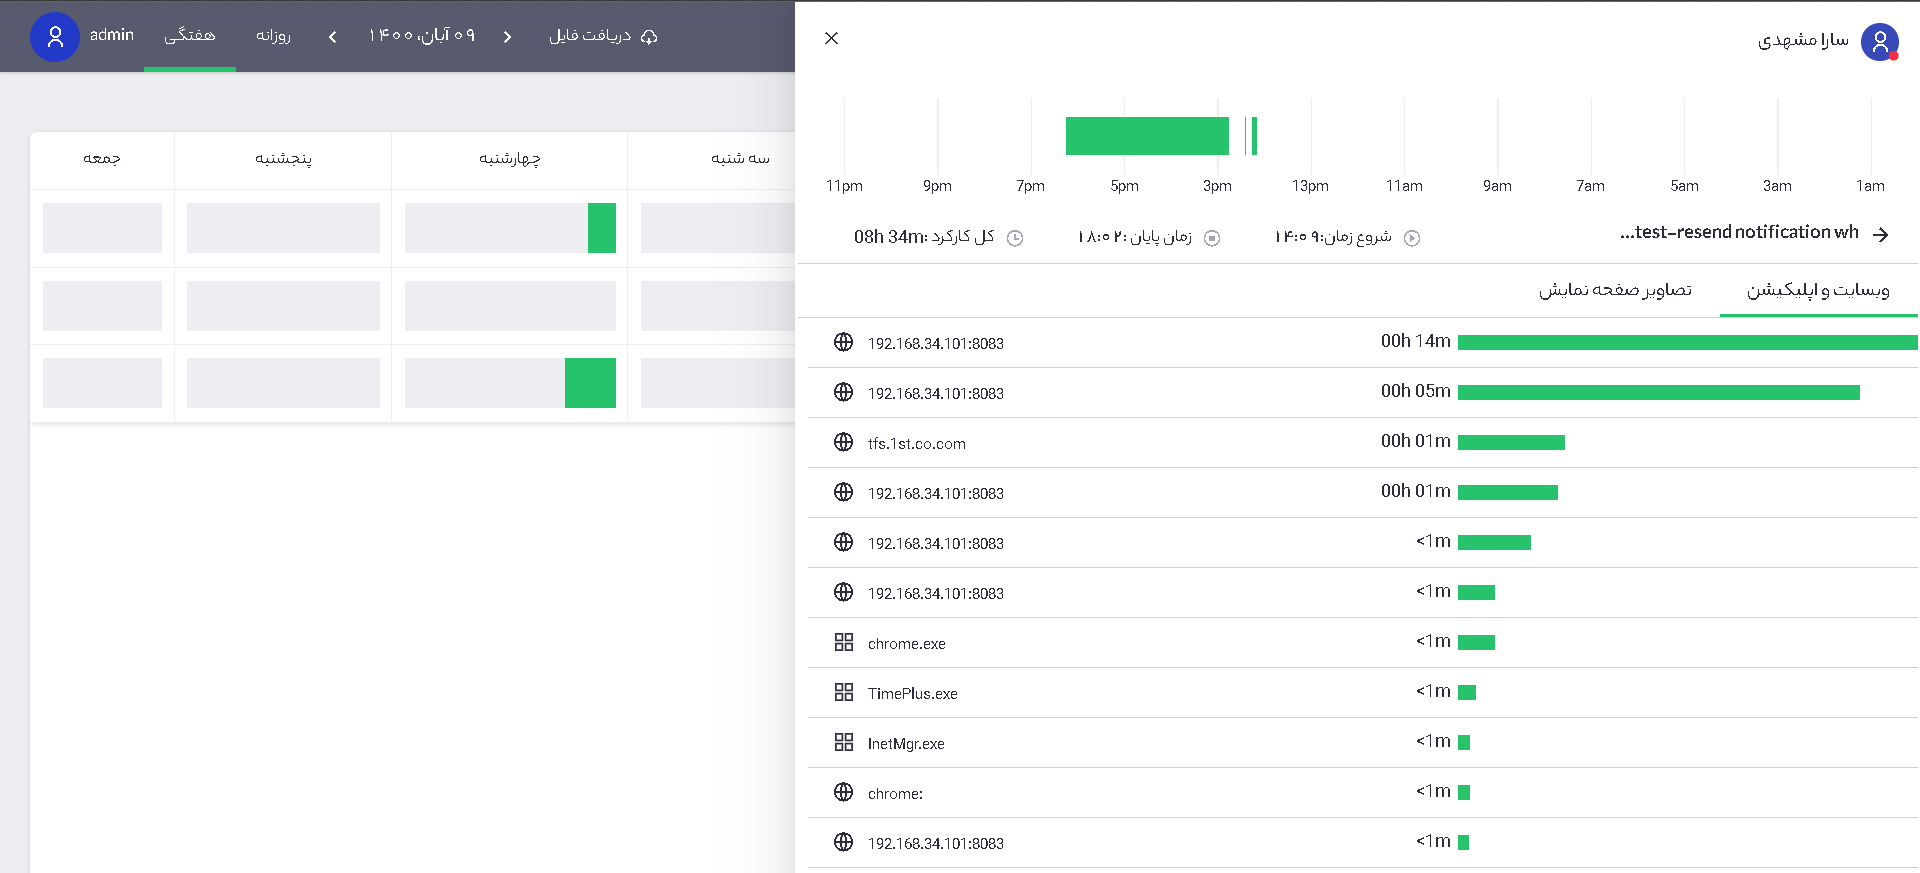 admin
هفتگی
روزانه
۰۹ آبان، ۱۴۰۰
دریافت فایل
جمعه
پنجشنبه
چهارشنبه
سه شنبه
سارا مشهدی
11pm 9pm 7pm 5pm 3pm 13pm 11am 9am 7am 5am 3am 1am
...test-resend notification wh
شروع زمان:۱۴:۰۹
زمان پایان :۱۸:۰۲
کل کارکرد :08h 34m
وبسایت و اپلیکیشن
تصاویر صفحه نمایش
192.168.34.101:8083 00h 14m
192.168.34.101:8083 00h 05m
tfs.1st.co.com 00h 01m
192.168.34.101:8083 00h 01m
192.168.34.101:8083 <1m
192.168.34.101:8083 <1m
chrome.exe <1m
TimePlus.exe <1m
InetMgr.exe <1m
chrome: <1m
192.168.34.101:8083 <1m